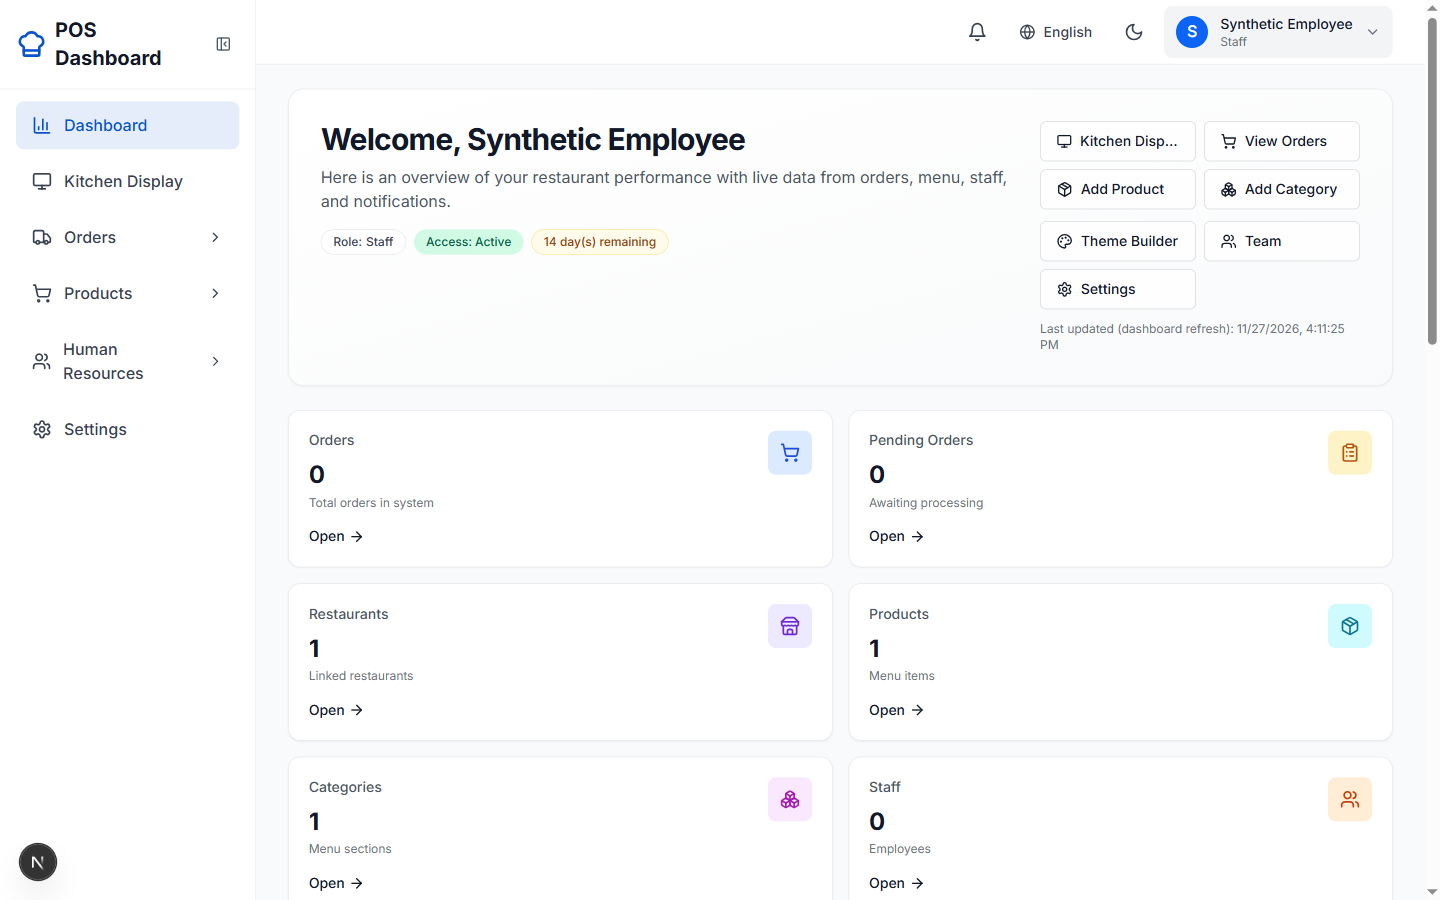 POS
Dashboard
English
S
Synthetic Employee
Staff
Dashboard
Kitchen Display
Orders
Products
Human
Resources
Settings
N
Welcome, Synthetic Employee
Here is an overview of your restaurant performance with live data from orders, menu, staff,
and notifications.
Role: Staff
Access: Active
14 day(s) remaining
Kitchen Disp...
View Orders
Add Product
Add Category
Theme Builder
Team
Settings
Last updated (dashboard refresh): 11/27/2026, 4:11:25
PM
Orders
0
Total orders in system
Open
Pending Orders
0
Awaiting processing
Open
Restaurants
1
Linked restaurants
Open
Products
1
Menu items
Open
Categories
1
Menu sections
Open
Staff
0
Employees
Open